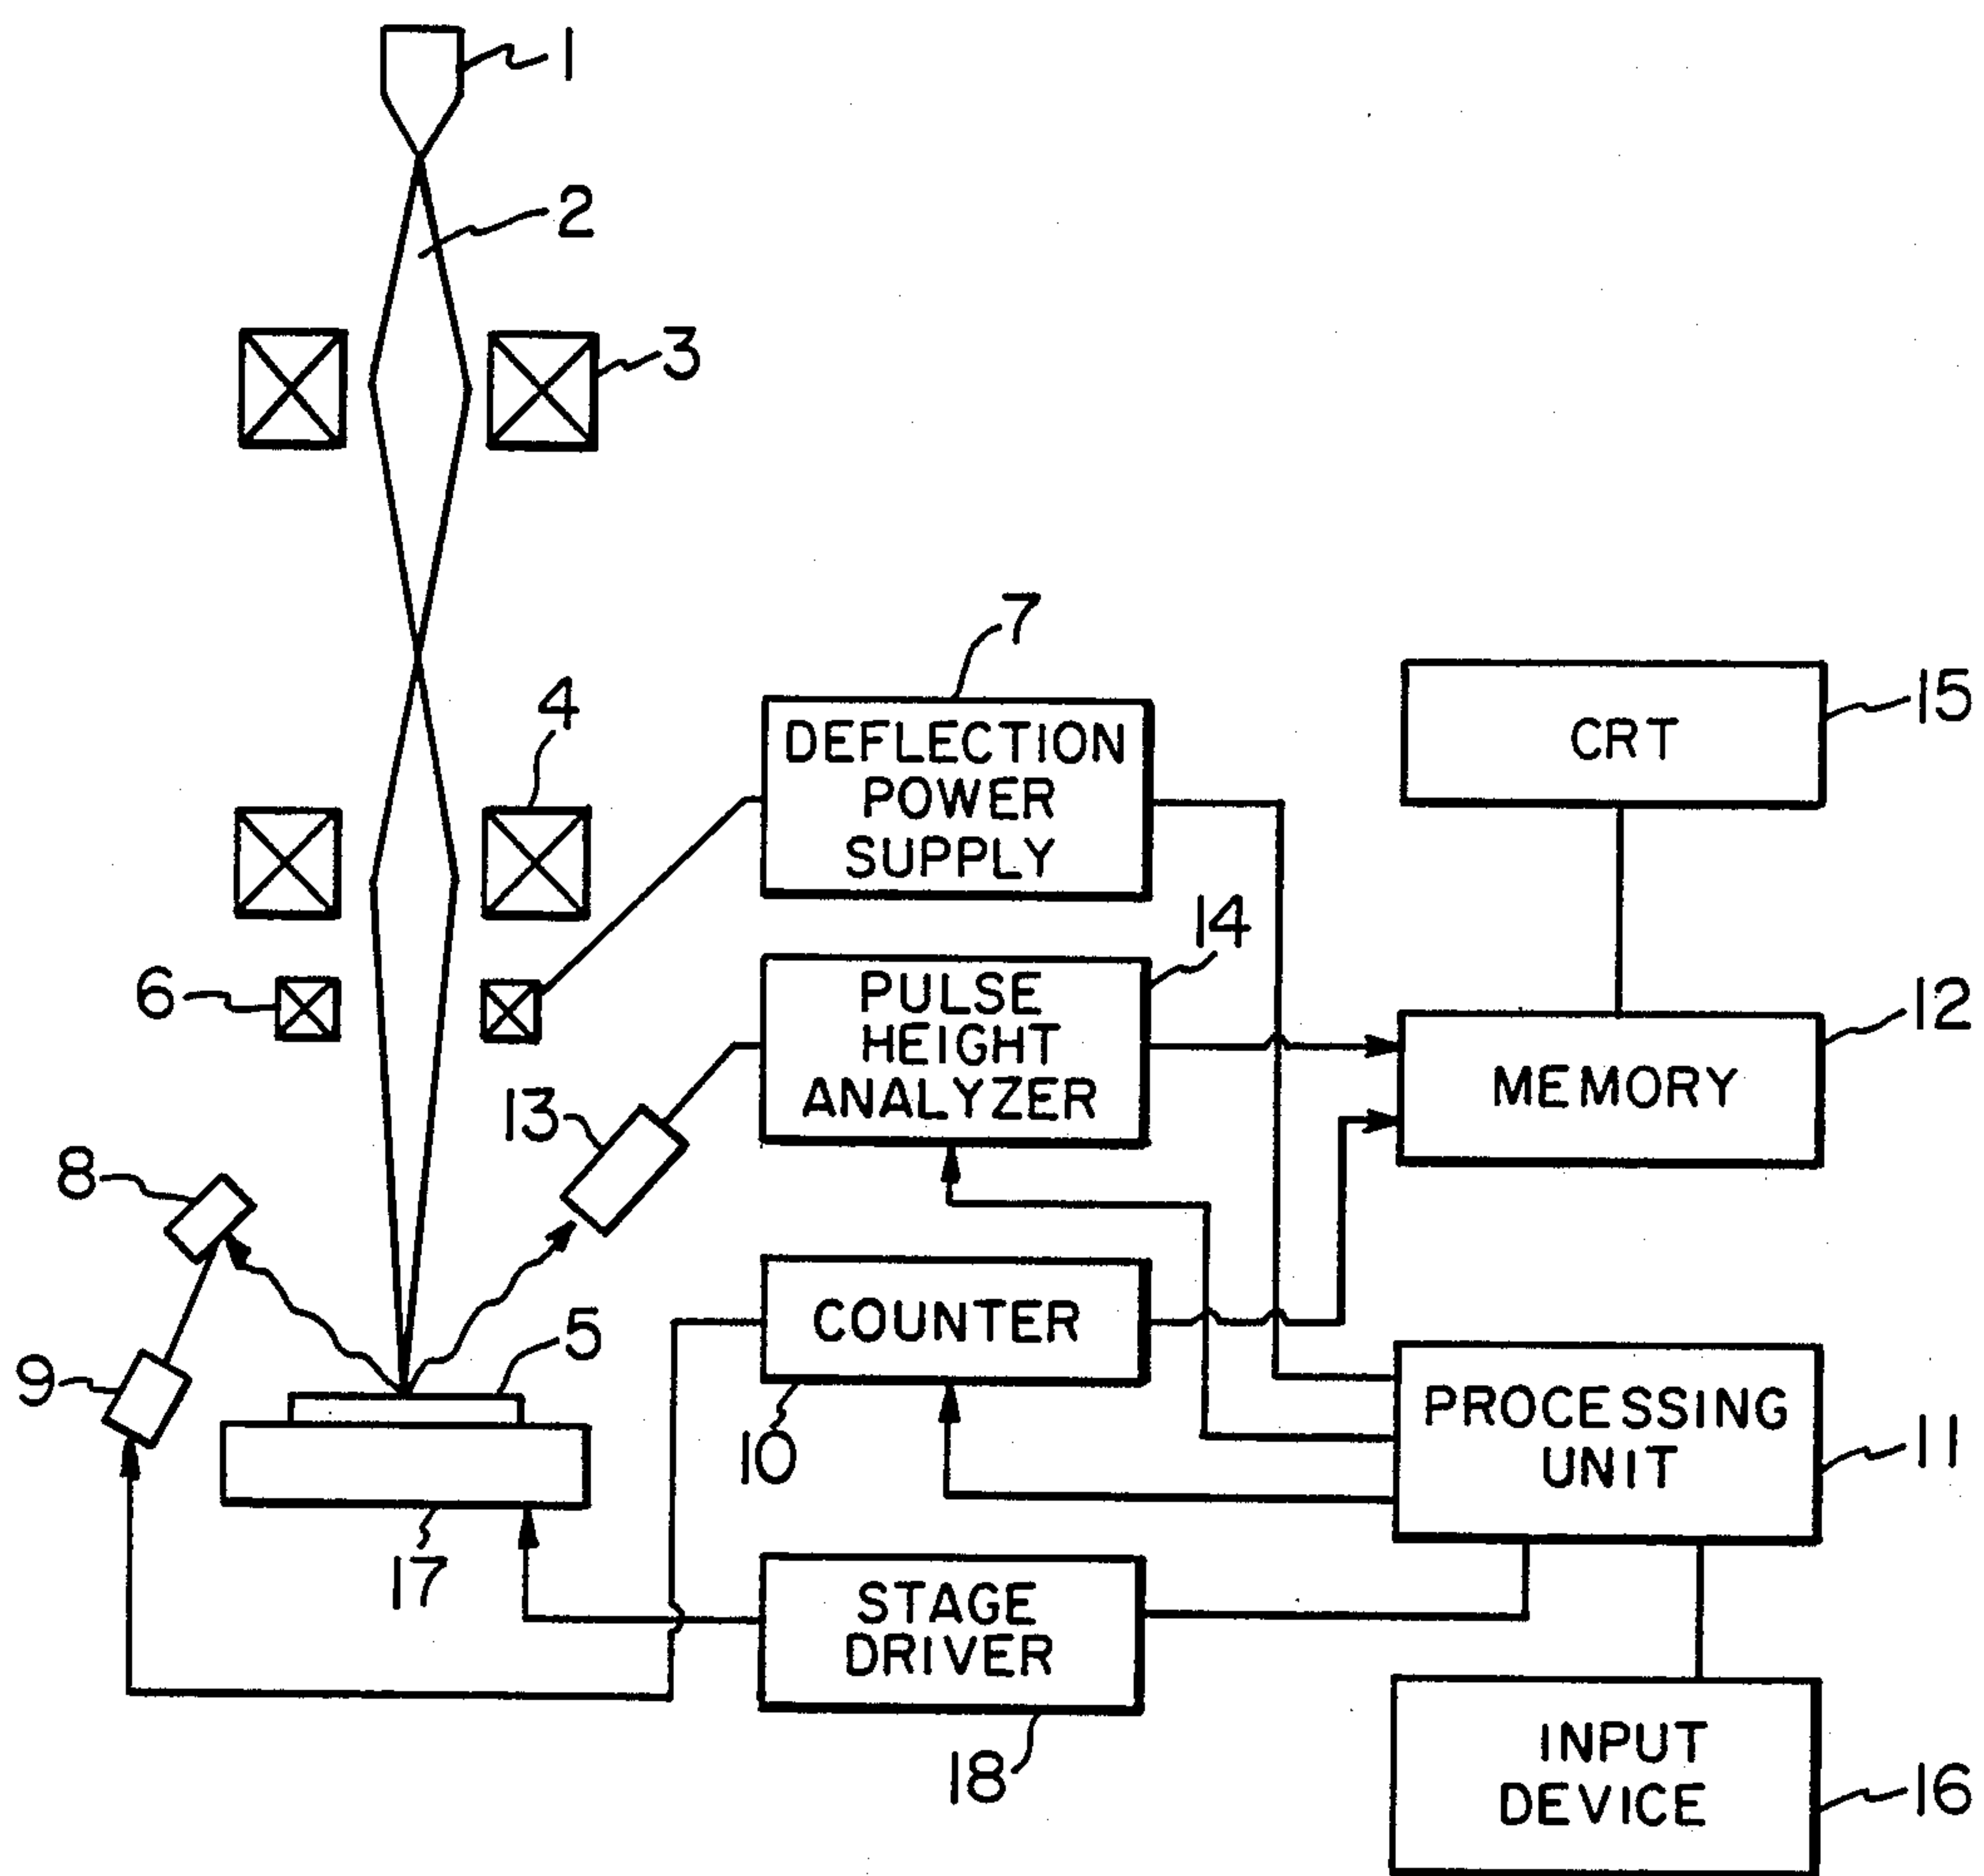 1
2
3
7
4
DEFLECTION
POWER
SUPPLY
CRT
15
14
6
PULSE
HEIGHT
ANALYZER
12
MEMORY
13
8
5
COUNTER
9
10
PROCESSING
UNIT
11
17
STAGE
DRIVER
18
INPUT
DEVICE
16